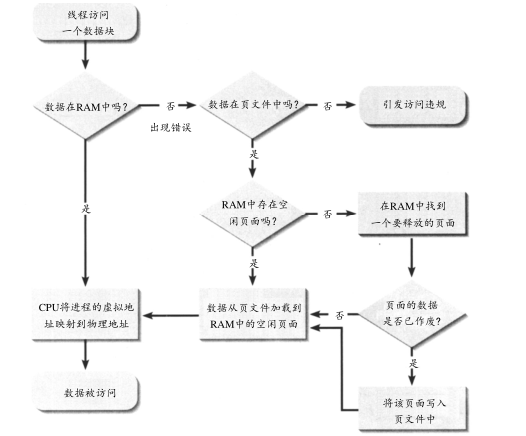 线程访问
一个数据块
数据在RAM中吗?
否
出现错误
数据在页文件中吗?
否
引发访问违规
是
是
RAM中存在空
闲页面吗?
否
在RAM中找到
一个要释放的页面
是
CPU将进程的虚拟地
址映射到物理地址
数据从页文件加载到
RAM中的空闲页面
否
页面的数据
是否已作废?
是
数据被访问
将该页面写入
页文件中